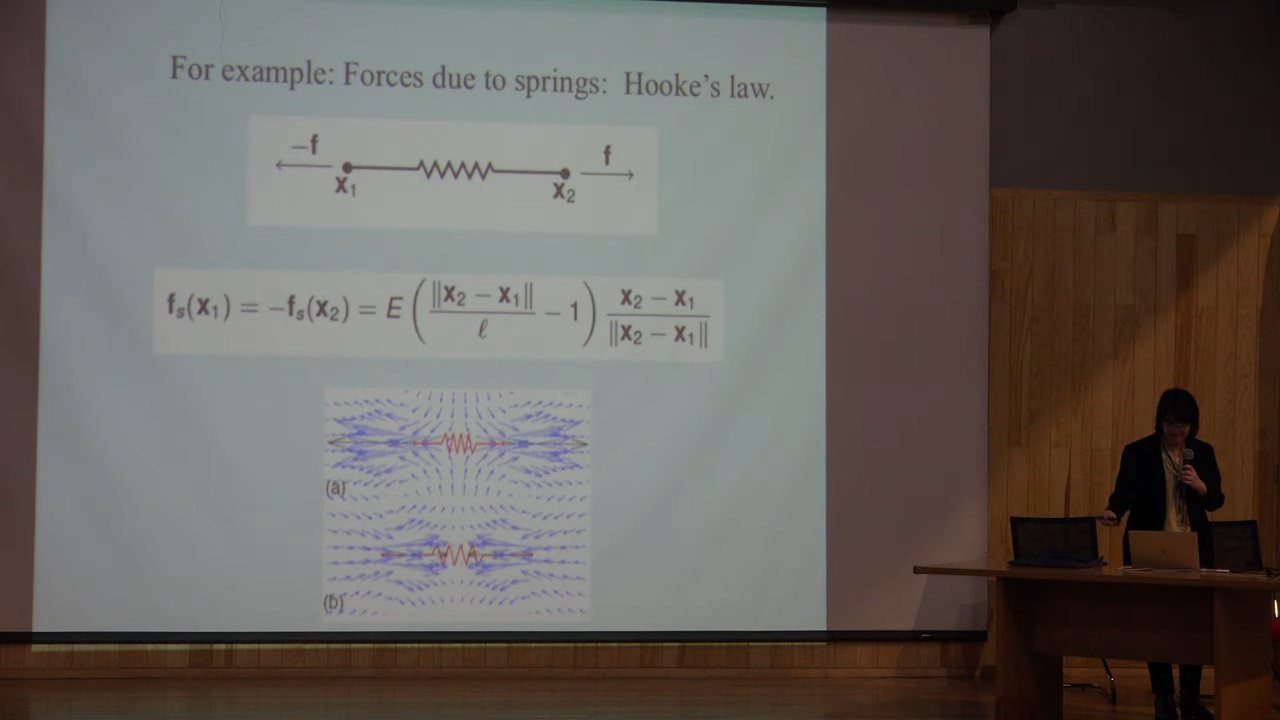 For example: Forces due to springs: Hooke's law.
−f f
x₁ x₂
fₛ(x₁) = −fₛ(x₂) = E ( ‖x₂ − x₁‖ / ℓ − 1 ) (x₂ − x₁) / ‖x₂ − x₁‖
(a)
(b)